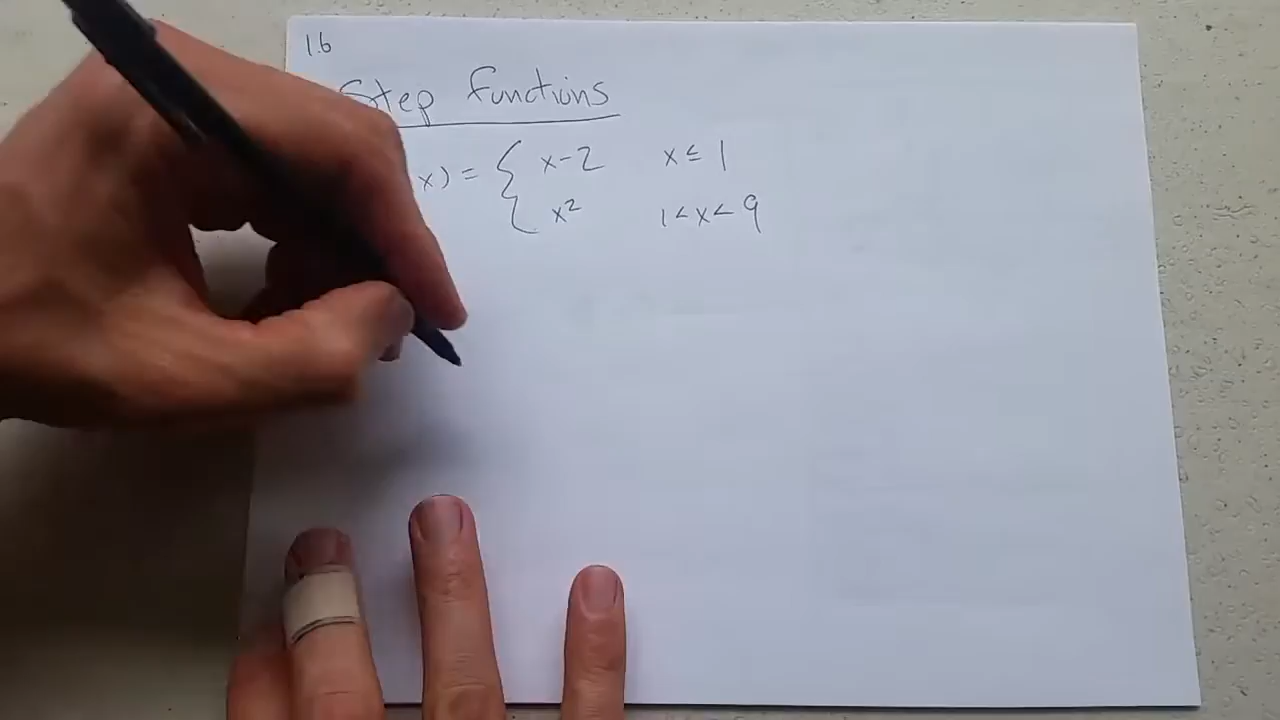 1.6
Step functions
x) = { x-2 x ≤ 1
x² 1 < x < 9